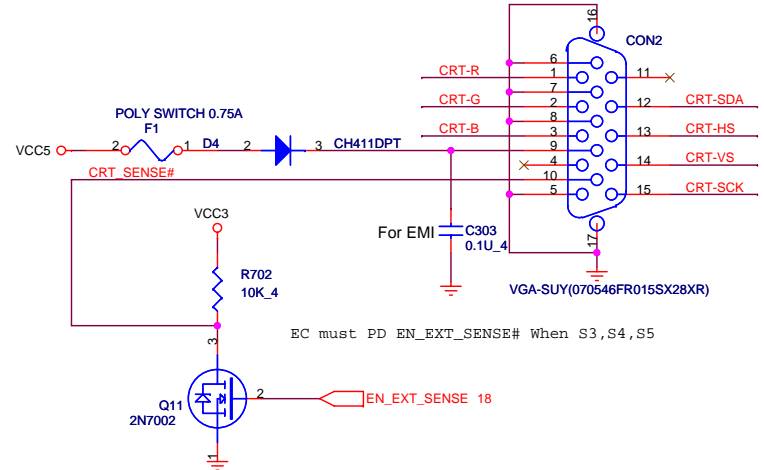 16
CON2
6
CRT-R
1
11
7
CRT-G
2
12
CRT-SDA
POLY SWITCH 0.75A
F1
8
CRT-B
3
13
CRT-HS
VCC5
2
1
D4
2
3
CH411DPT
9
4
14
CRT-VS
CRT_SENSE#
10
5
15
CRT-SCK
VCC3
For EMI
C303
0.1U_4
17
R702
10K_4
VGA-SUY(070546FR015SX28XR)
EC must PD EN_EXT_SENSE# When S3,S4,S5
3
Q11
2N7002
2
EN_EXT_SENSE 18
1